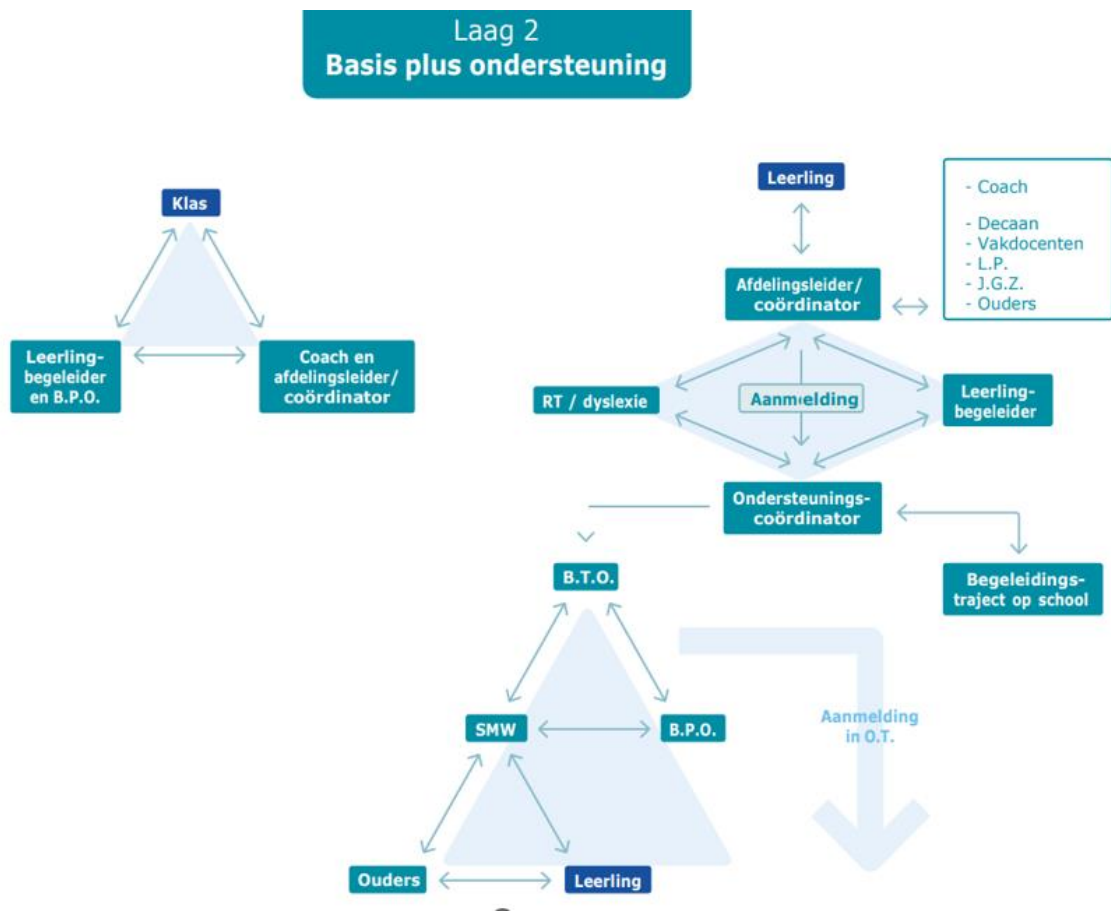 Laag 2
Basis plus ondersteuning
Klas
Leerling-
begeleider
en B.P.O.
Coach en
afdelingsleider/
coördinator
Leerling
Afdelingsleider/
coördinator
- Coach
- Decaan
- Vakdocenten
- L.P.
- J.G.Z.
- Ouders
RT / dyslexie
Aanmelding
Leerling-
begeleider
Ondersteunings-
coördinator
Begeleidings-
traject op school
B.T.O.
SMW
B.P.O.
Aanmelding
in O.T.
Ouders
Leerling